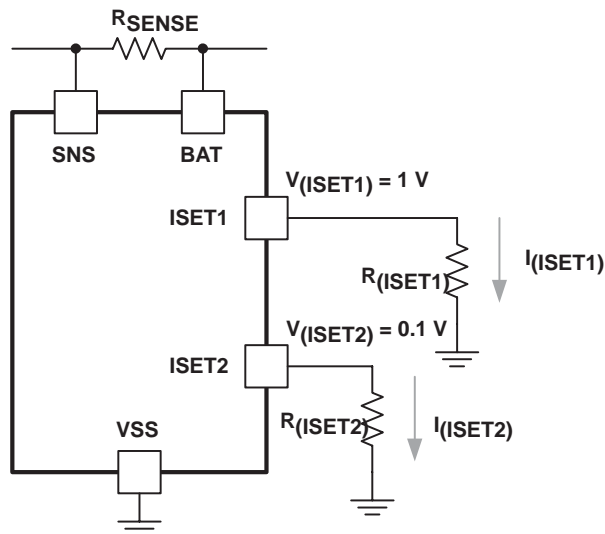 RSENSE
SNS
BAT
V(ISET1) = 1 V
ISET1
I(ISET1)
R(ISET1)
V(ISET2) = 0.1 V
ISET2
R(ISET2)
I(ISET2)
VSS